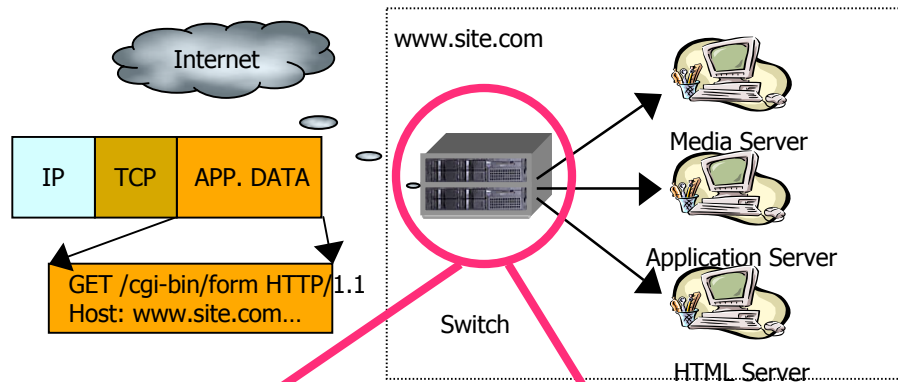 Internet
www.site.com
IP
TCP
APP. DATA
GET /cgi-bin/form HTTP/1.1
Host: www.site.com…
Switch
Media Server
Application Server
HTML Server